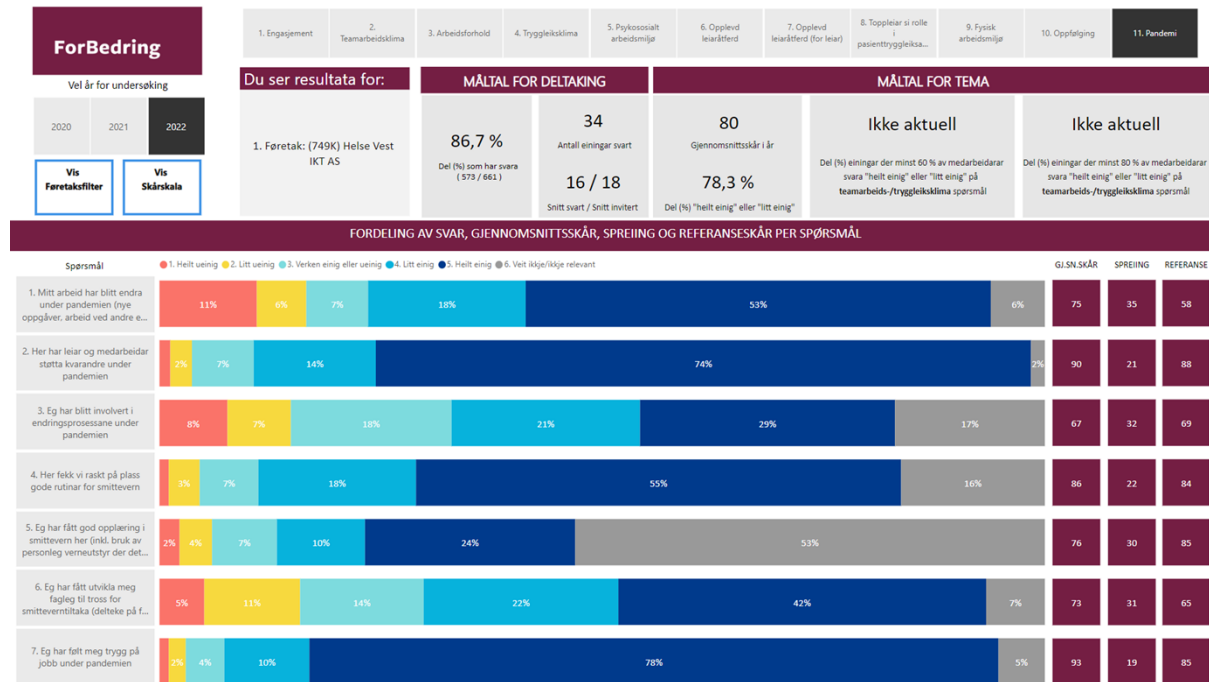 ForBedring
Vel år for undersøking
2020 2021 2022
Vis Føretaksfilter
Vis Skårskala
1. Engasjement
2. Teamarbeidsklima
3. Arbeidsforhold
4. Tryggleiksklima
5. Psykososialt arbeidsmiljø
6. Opplevd leiaråtferd
7. Opplevd leiaråtferd (for leiar)
8. Toppleiar si rolle i pasienttryggleiksa...
9. Fysisk arbeidsmiljø
10. Oppfølging
11. Pandemi
Du ser resultata for:
1. Føretak: (749K) Helse Vest
IKT AS
MÅLTAL FOR DELTAKING
86,7 %
Del (%) som har svara
( 573 / 661 )
34
Antall einingar svart
16 / 18
Snitt svart / Snitt invitert
MÅLTAL FOR TEMA
80
Gjennomsnittsskår i år
78,3 %
Del (%) "heilt einig" eller "litt einig"
Ikke aktuell
Del (%) einingar der minst 60 % av medarbeidarar
svara "heilt einig" eller "litt einig" på
teamarbeids-/tryggleiksklima spørsmål
Ikke aktuell
Del (%) einingar der minst 80 % av medarbeidarar
svara "heilt einig" eller "litt einig" på
teamarbeids-/tryggleiksklima spørsmål
FORDELING AV SVAR, GJENNOMSNITTSSKÅR, SPREIING OG REFERANSESKÅR PER SPØRSMÅL
Spørsmål
1. Heilt ueinig 2. Litt ueinig 3. Verken einig eller ueinig 4. Litt einig 5. Heilt einig 6. Veit ikkje/ikkje relevant
GJ.SN.SKÅR SPREIING REFERANSE
1. Mitt arbeid har blitt endra
under pandemien (nye
oppgåver, arbeid ved andre e...
11% 6% 7% 18% 53% 6% 75 35 58
2. Her har leiar og medarbeidar
støtta kvarandre under
pandemien
2% 7% 14% 74% 2% 90 21 88
3. Eg har blitt involvert i
endringsprosessane under
pandemien
8% 7% 18% 21% 29% 17% 67 32 69
4. Her fekk vi raskt på plass
gode rutinar for smittevern
3% 7% 18% 55% 16% 86 22 84
5. Eg har fått god opplæring i
smittevern her (inkl. bruk av
personleg verneutstyr der det...
2% 4% 7% 10% 24% 53% 76 30 85
6. Eg har fått utvikla meg
fagleg til tross for
smitteverntiltaka (delteke på f...
5% 11% 14% 22% 42% 7% 73 31 65
7. Eg har følt meg trygg på
jobb under pandemien
2% 4% 10% 78% 5% 93 19 85